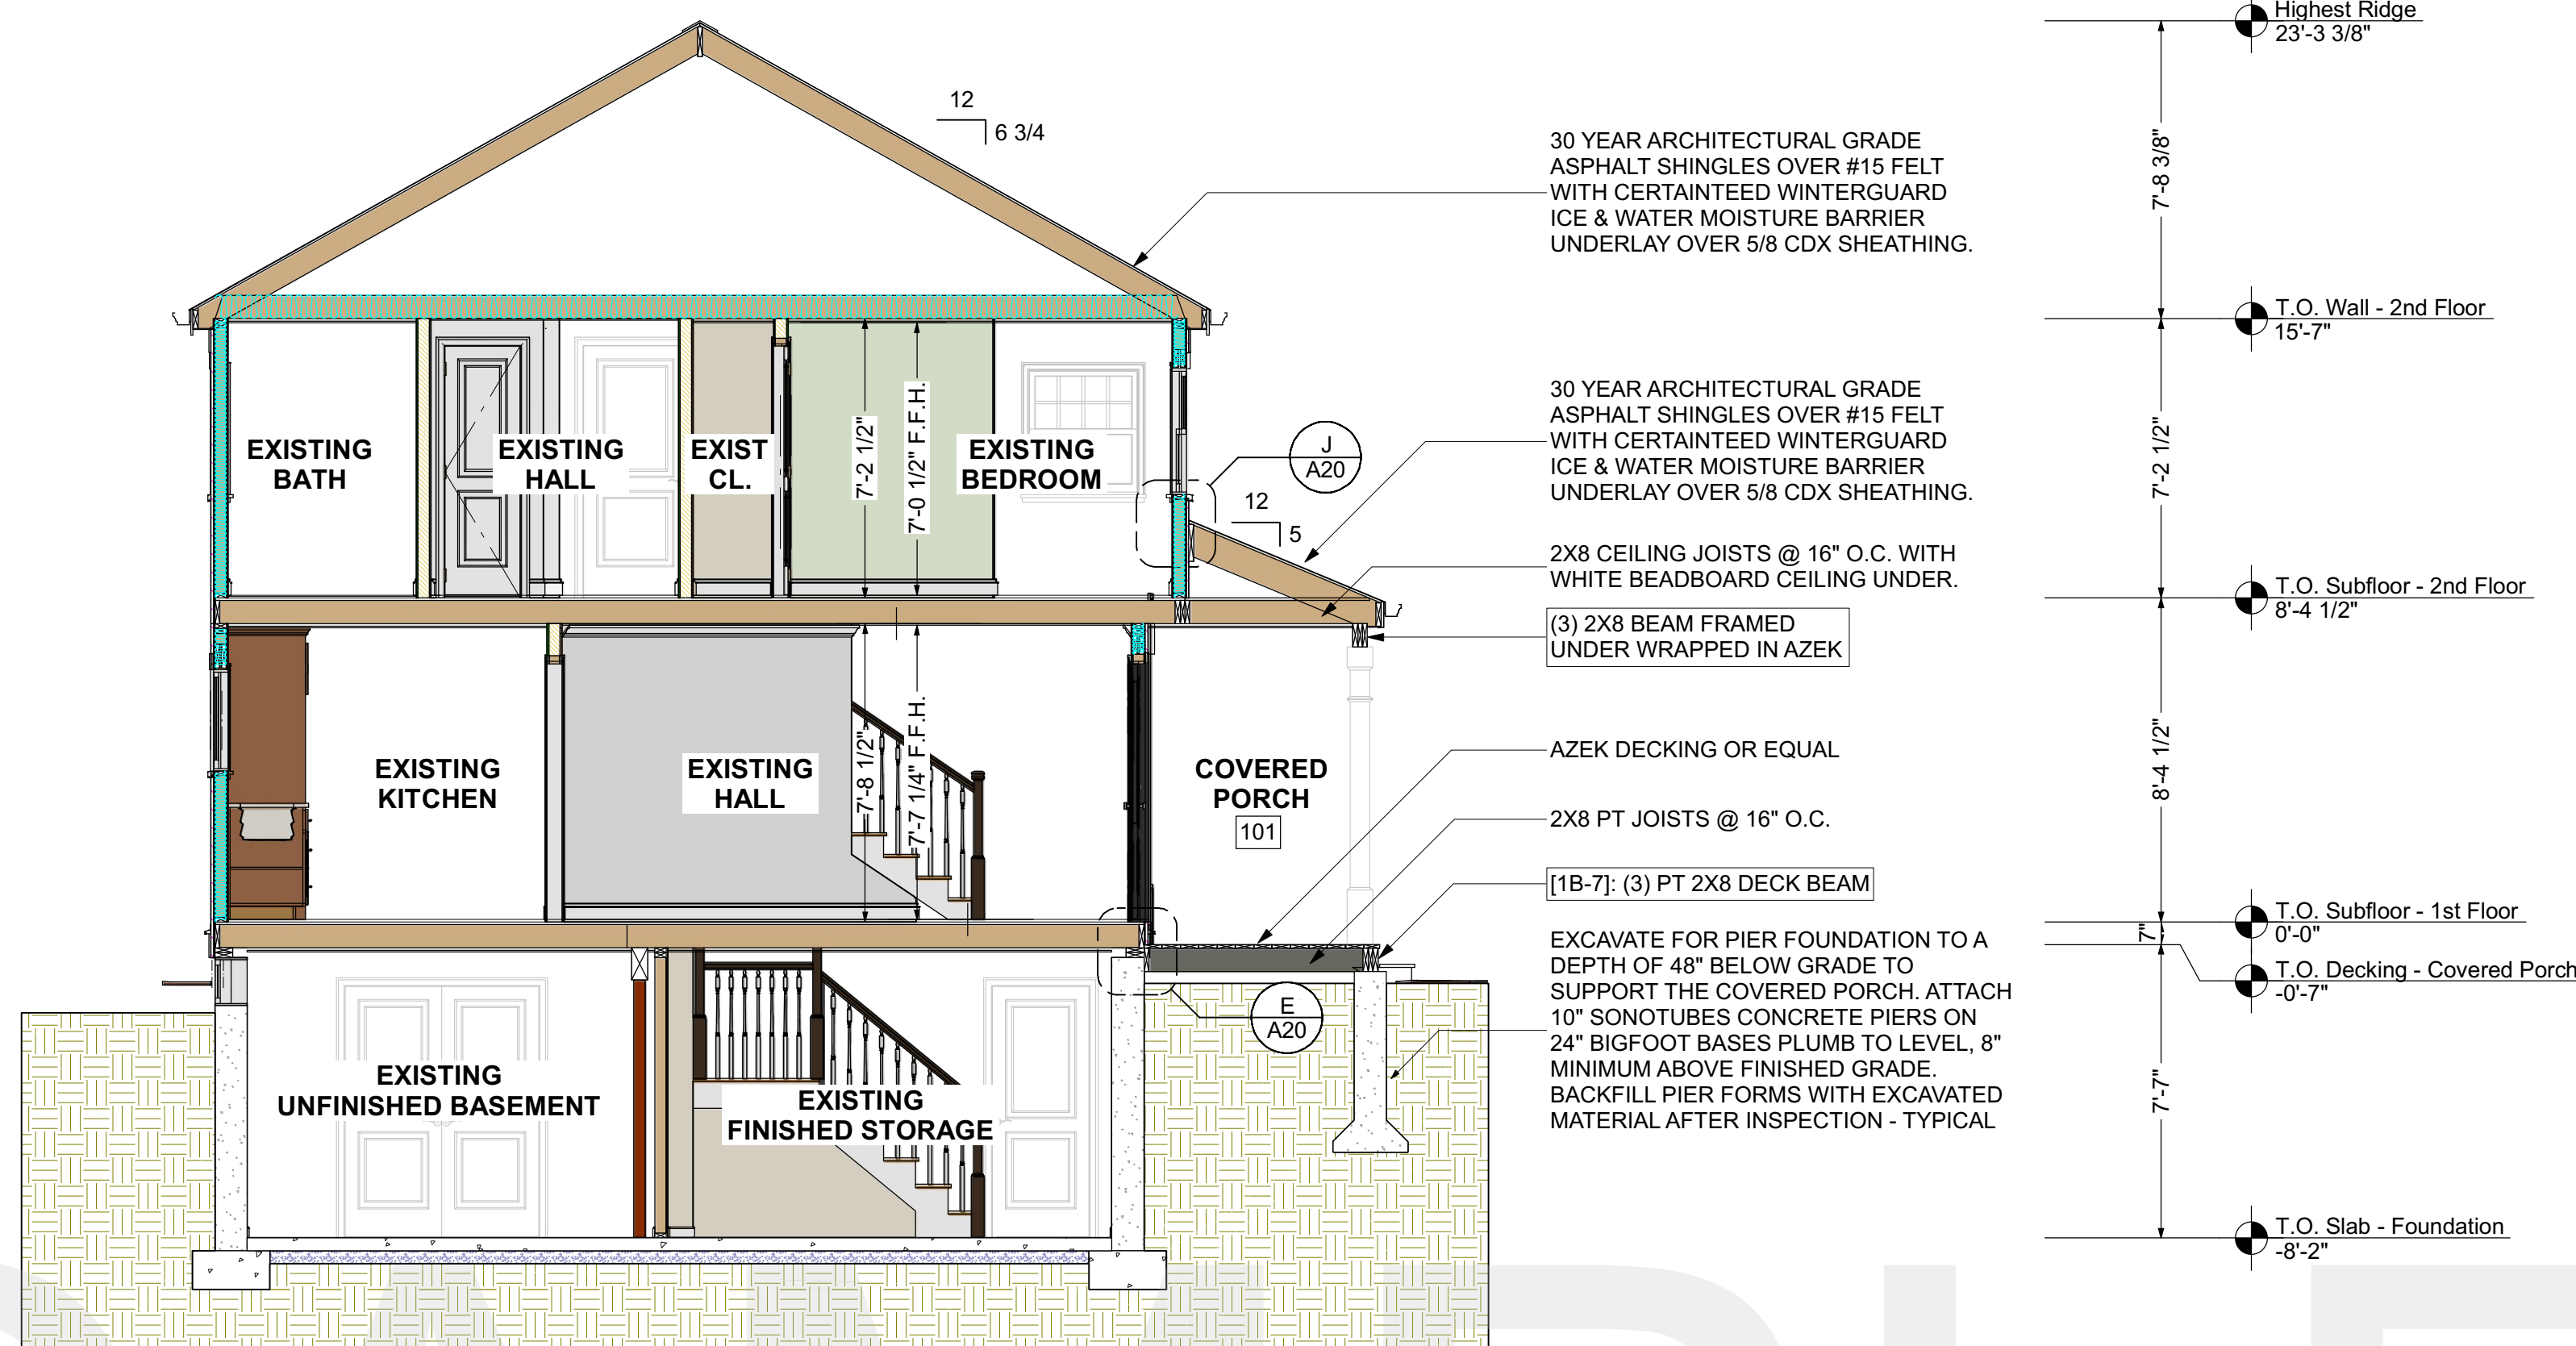 Highest Ridge
23'-3 3/8"
12
6 3/4
7'-8 3/8"
30 YEAR ARCHITECTURAL GRADE
ASPHALT SHINGLES OVER #15 FELT
WITH CERTAINTEED WINTERGUARD
ICE & WATER MOISTURE BARRIER
UNDERLAY OVER 5/8 CDX SHEATHING.
T.O. Wall - 2nd Floor
15'-7"
30 YEAR ARCHITECTURAL GRADE
ASPHALT SHINGLES OVER #15 FELT
WITH CERTAINTEED WINTERGUARD
ICE & WATER MOISTURE BARRIER
UNDERLAY OVER 5/8 CDX SHEATHING.
EXISTING
BATH
EXISTING
HALL
EXIST
CL.
7'-2 1/2"
7'-0 1/2" F.F.H.
EXISTING
BEDROOM
J
A20
12
5
7'-2 1/2"
2X8 CEILING JOISTS @ 16" O.C. WITH
WHITE BEADBOARD CEILING UNDER.
T.O. Subfloor - 2nd Floor
8'-4 1/2"
(3) 2X8 BEAM FRAMED
UNDER WRAPPED IN AZEK
EXISTING
KITCHEN
EXISTING
HALL
7'-8 1/2"
7'-7 1/4" F.F.H.
COVERED
PORCH
101
AZEK DECKING OR EQUAL
8'-4 1/2"
2X8 PT JOISTS @ 16" O.C.
[1B-7]: (3) PT 2X8 DECK BEAM
T.O. Subfloor - 1st Floor
0'-0"
7"
T.O. Decking - Covered Porch
-0'-7"
EXCAVATE FOR PIER FOUNDATION TO A
DEPTH OF 48" BELOW GRADE TO
SUPPORT THE COVERED PORCH. ATTACH
10" SONOTUBES CONCRETE PIERS ON
24" BIGFOOT BASES PLUMB TO LEVEL, 8"
MINIMUM ABOVE FINISHED GRADE.
BACKFILL PIER FORMS WITH EXCAVATED
MATERIAL AFTER INSPECTION - TYPICAL
E
A20
EXISTING
UNFINISHED BASEMENT
EXISTING
FINISHED STORAGE
7'-7"
T.O. Slab - Foundation
-8'-2"